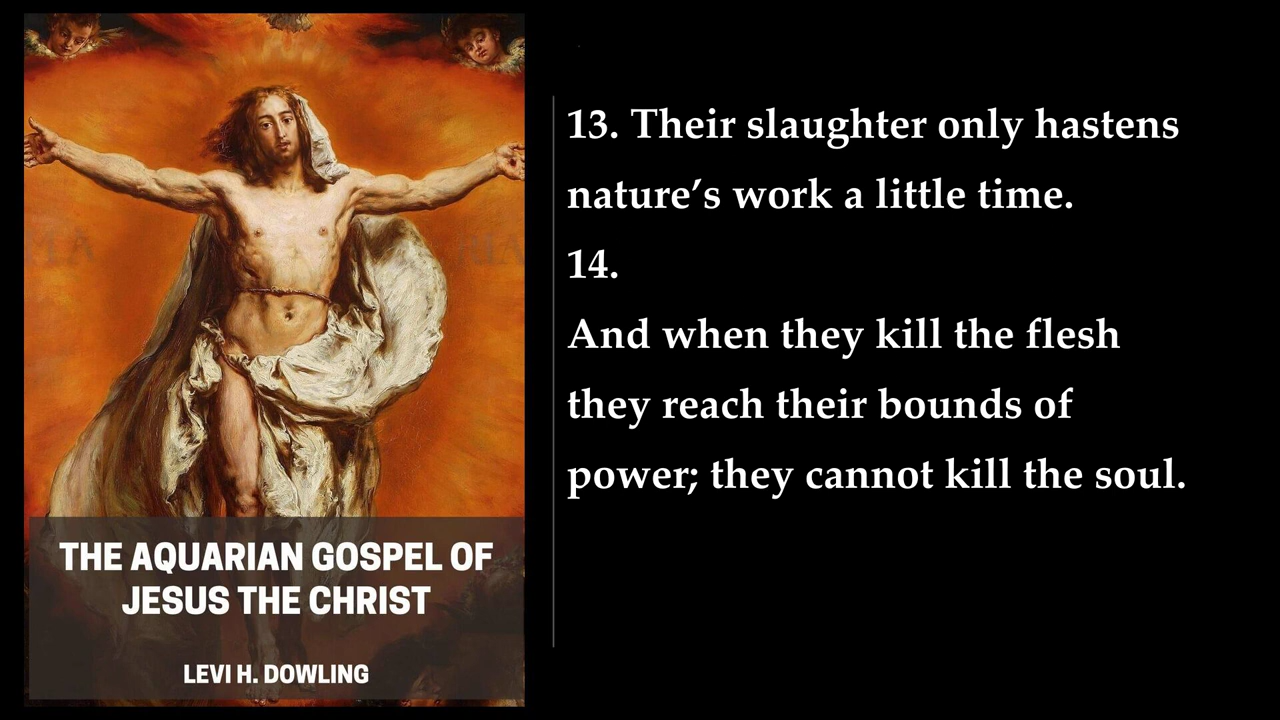 THE AQUARIAN GOSPEL OF
JESUS THE CHRIST
LEVI H. DOWLING
13. Their slaughter only hastens
nature’s work a little time.
14.
And when they kill the flesh
they reach their bounds of
power; they cannot kill the soul.